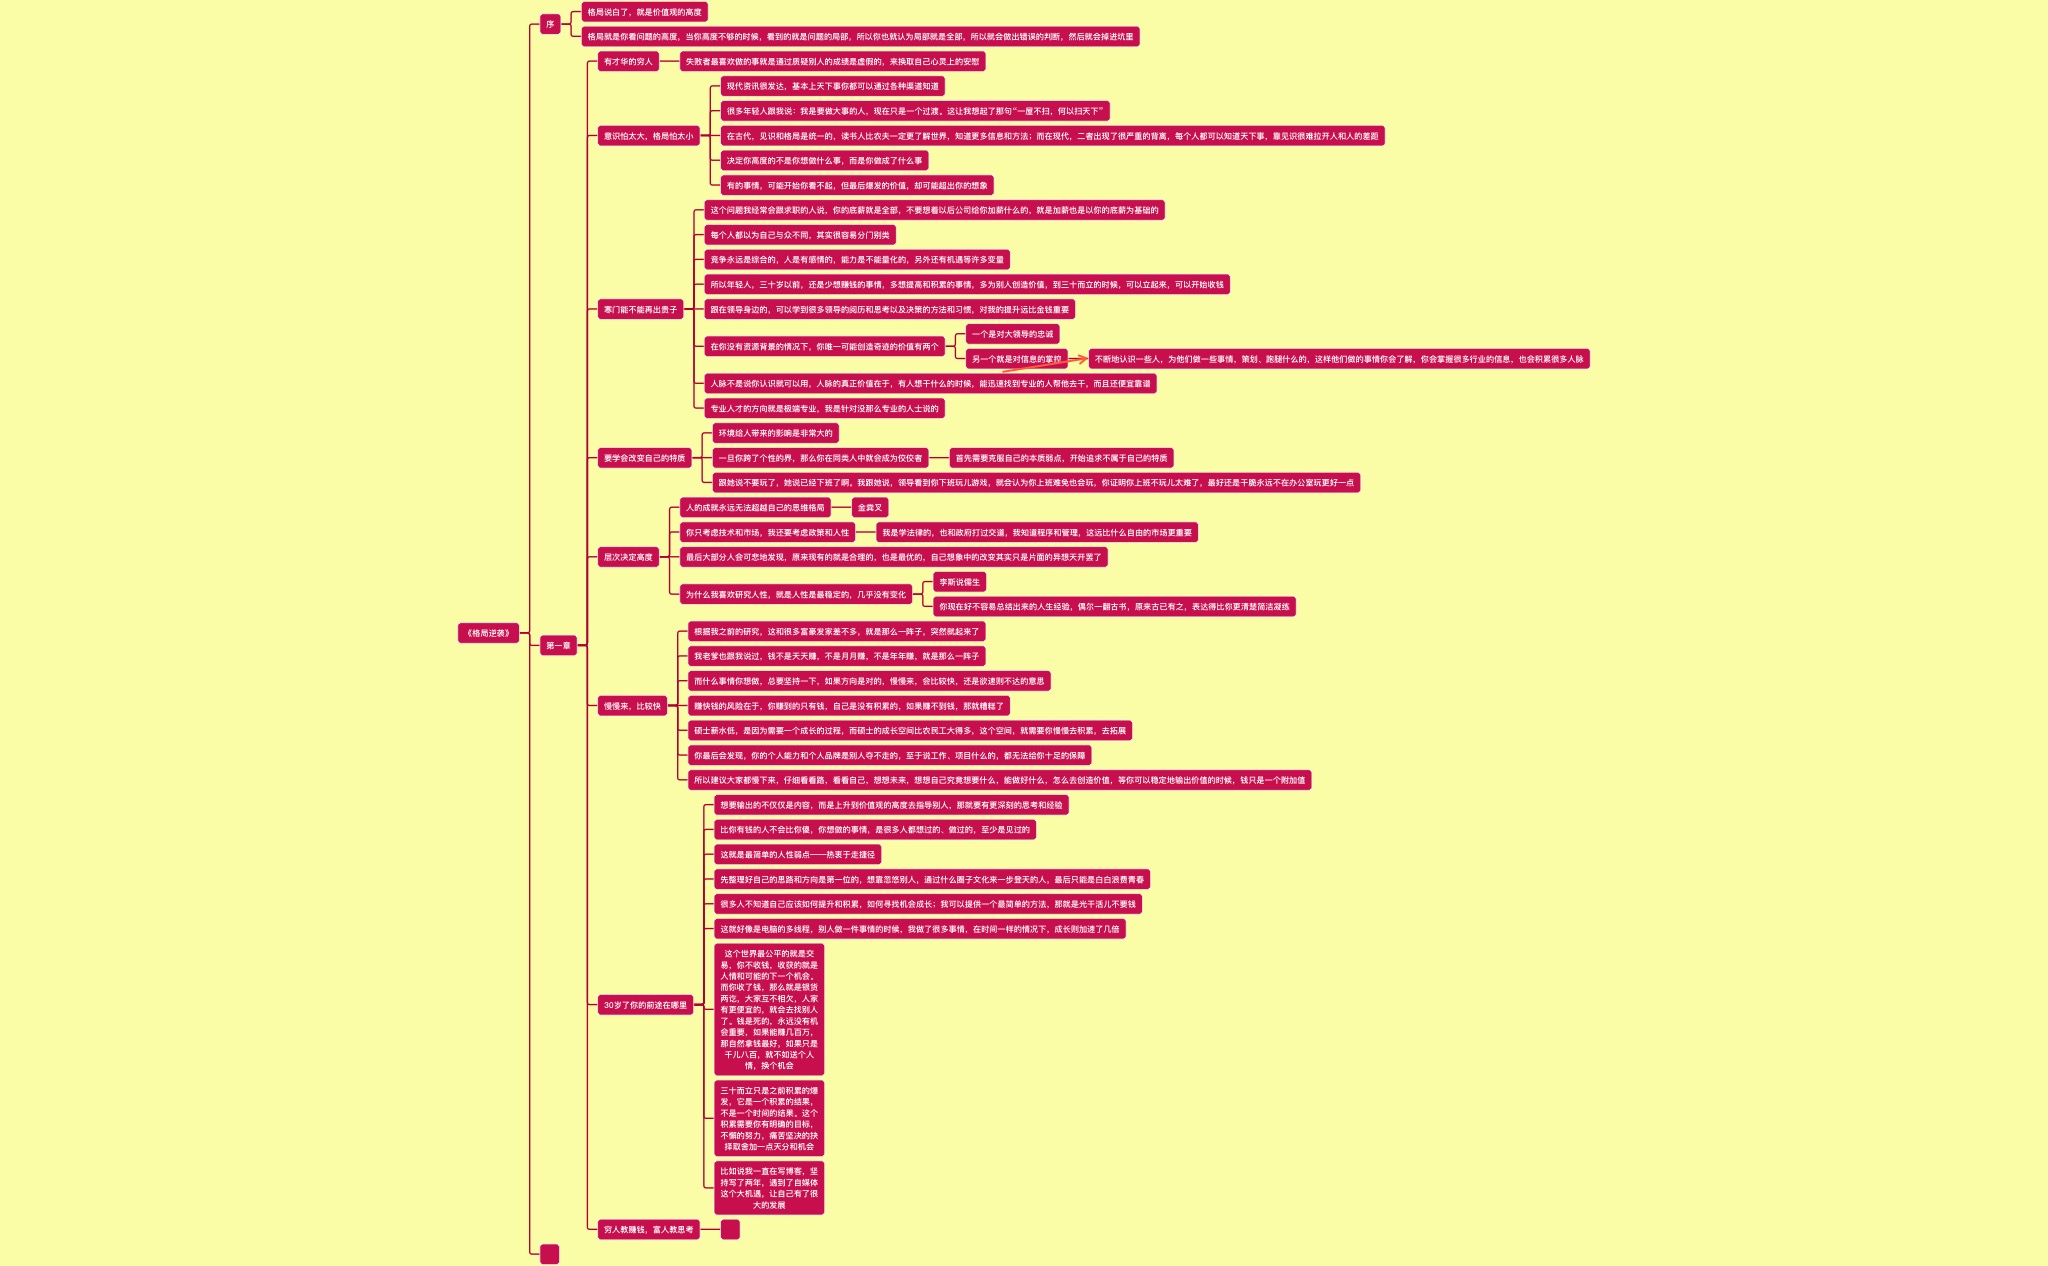 《格局逆袭》
序
格局说白了，就是价值观的高度
格局就是你看问题的高度，当你高度不够的时候，看到的就是问题的局部，所以你也就认为局部就是全部，所以就会做出错误的判断，然后就会掉进坑里
第一章
有才华的穷人
失败者最喜欢做的事就是通过质疑别人的成绩是虚假的，来换取自己心灵上的安慰
意识怕太大，格局怕太小
现代资讯很发达，基本上天下事你都可以通过各种渠道知道
很多年轻人跟我说：我是要做大事的人，现在只是一个过渡。这让我想起了那句“一屋不扫，何以扫天下”
在古代，见识和格局是统一的，读书人比农夫一定更了解世界，知道更多信息和方法；而在现代，二者出现了很严重的背离，每个人都可以知道天下事，靠见识很难拉开人和人的差距
决定你高度的不是你想做什么事，而是你做成了什么事
有的事情，可能开始你看不起，但最后爆发的价值，却可能超出你的想象
寒门能不能再出贵子
这个问题我经常会跟求职的人说，你的底薪就是全部，不要想着以后公司给你加薪什么的，就是加薪也是以你的底薪为基础的
每个人都以为自己与众不同，其实很容易分门别类
竞争永远是综合的，人是有感情的，能力是不能量化的，另外还有机遇等许多变量
所以年轻人，三十岁以前，还是少想赚钱的事情，多想提高和积累的事情，多为别人创造价值，到三十而立的时候，可以立起来，可以开始收钱
跟在领导身边的，可以学到很多领导的阅历和思考以及决策的方法和习惯，对我的提升远比金钱重要
在你没有资源背景的情况下，你唯一可能创造奇迹的价值有两个
一个是对大领导的忠诚
另一个就是对信息的掌控
不断地认识一些人，为他们做一些事情，策划、跑腿什么的，这样他们做的事情你会了解，你会掌握很多行业的信息，也会积累很多人脉
人脉不是说你认识就可以用，人脉的真正价值在于，有人想干什么的时候，能迅速找到专业的人帮他去干，而且还便宜靠谱
专业人才的方向就是极端专业，我是针对没那么专业的人士说的
要学会改变自己的特质
环境给人带来的影响是非常大的
一旦你跨了个性的界，那么你在同类人中就会成为佼佼者
首先需要克服自己的本质弱点，开始追求不属于自己的特质
跟她说不要玩了，她说已经下班了啊。我跟她说，领导看到你下班玩儿游戏，就会认为你上班难免也会玩，你证明你上班不玩儿太难了，最好还是干脆永远不在办公室玩更好一点
层次决定高度
人的成就永远无法超越自己的思维格局
金粪叉
你只考虑技术和市场，我还要考虑政策和人性
我是学法律的，也和政府打过交道，我知道程序和管理，这远比什么自由的市场更重要
最后大部分人会可悲地发现，原来现有的就是合理的，也是最优的，自己想象中的改变其实只是片面的异想天开罢了
为什么我喜欢研究人性，就是人性是最稳定的，几乎没有变化
李斯说儒生
你现在好不容易总结出来的人生经验，偶尔一翻古书，原来古已有之，表达得比你更清楚简洁凝练
慢慢来，比较快
根据我之前的研究，这和很多富豪发家差不多，就是那么一阵子，突然就起来了
我老爹也跟我说过，钱不是天天赚，不是月月赚，不是年年赚，就是那么一阵子
而什么事情你想做，总要坚持一下，如果方向是对的，慢慢来，会比较快，还是欲速则不达的意思
赚快钱的风险在于，你赚到的只有钱，自己是没有积累的，如果赚不到钱，那就糟糕了
硕士薪水低，是因为需要一个成长的过程，而硕士的成长空间比农民工大得多，这个空间，就需要你慢慢去积累，去拓展
你最后会发现，你的个人能力和个人品牌是别人夺不走的，至于说工作、项目什么的，都无法给你十足的保障
所以建议大家都慢下来，仔细看看路，看看自己，想想未来，想想自己究竟想要什么，能做好什么，怎么去创造价值，等你可以稳定地输出价值的时候，钱只是一个附加值
30岁了你的前途在哪里
想要输出的不仅仅是内容，而是上升到价值观的高度去指导别人，那就要有更深刻的思考和经验
比你有钱的人不会比你傻，你想做的事情，是很多人都想过的、做过的，至少是见过的
这就是最简单的人性弱点——热衷于走捷径
先整理好自己的思路和方向是第一位的，想靠忽悠别人，通过什么圈子文化来一步登天的人，最后只能是白白浪费青春
很多人不知道自己应该如何提升和积累，如何寻找机会成长；我可以提供一个最简单的方法，那就是光干活儿不要钱
这就好像是电脑的多线程，别人做一件事情的时候，我做了很多事情，在时间一样的情况下，成长则加速了几倍
这个世界最公平的就是交
易，你不收钱，收获的就是
人情和可能的下一个机会。
而你收了钱，那么就是银货
两讫，大家互不相欠，人家
有更便宜的，就会去找别人
了。钱是死的，永远没有机
会重要，如果能赚几百万，
那自然拿钱最好，如果只是
千儿八百，就不如送个人
情，换个机会
三十而立只是之前积累的爆
发，它是一个积累的结果，
不是一个时间的结果。这个
积累需要你有明确的目标，
不懈的努力，痛苦坚决的抉
择取舍加一点天分和机会
比如说我一直在写博客，坚
持写了两年，遇到了自媒体
这个大机遇，让自己有了很
大的发展
穷人教赚钱，富人教思考